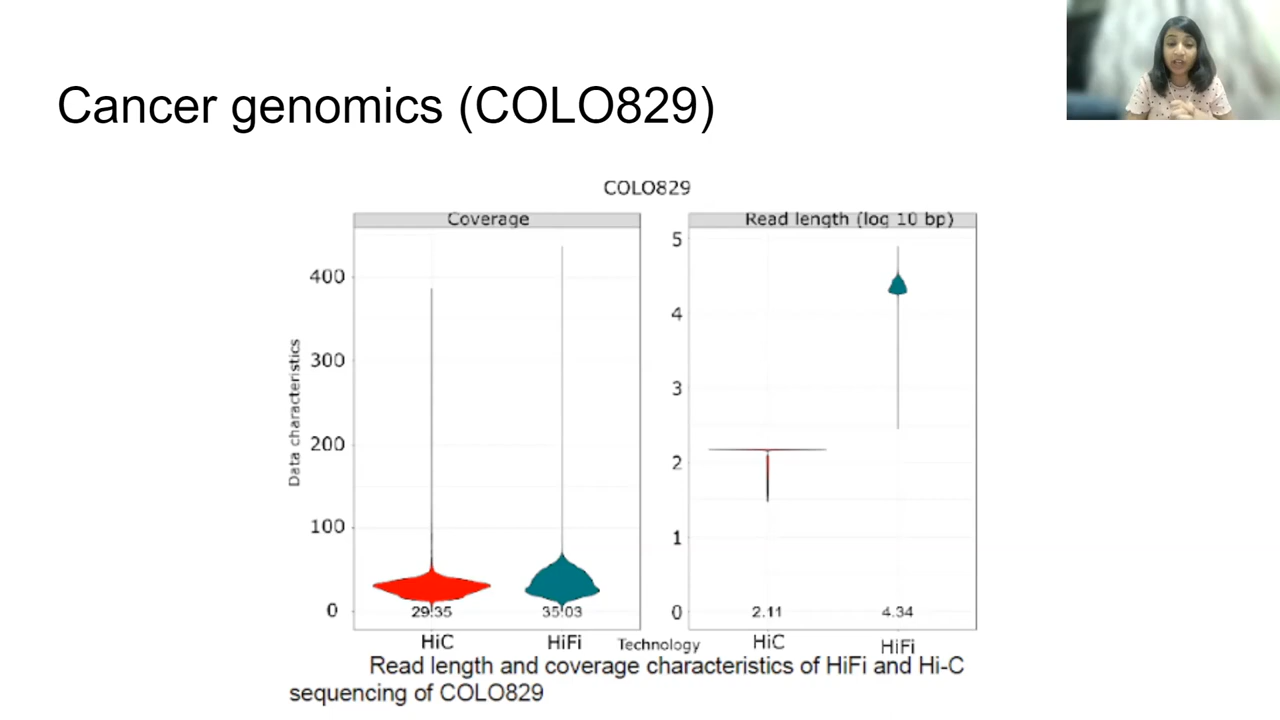 Cancer genomics (COLO829)
COLO829
Coverage
Read length (log 10 bp)
Data characteristics
400
300
200
100
0
5
4
3
2
1
0
29.35
35.03
2.11
4.34
HiC
HiFi
Technology
HiC
HiFi
Read length and coverage characteristics of HiFi and Hi-C
sequencing of COLO829